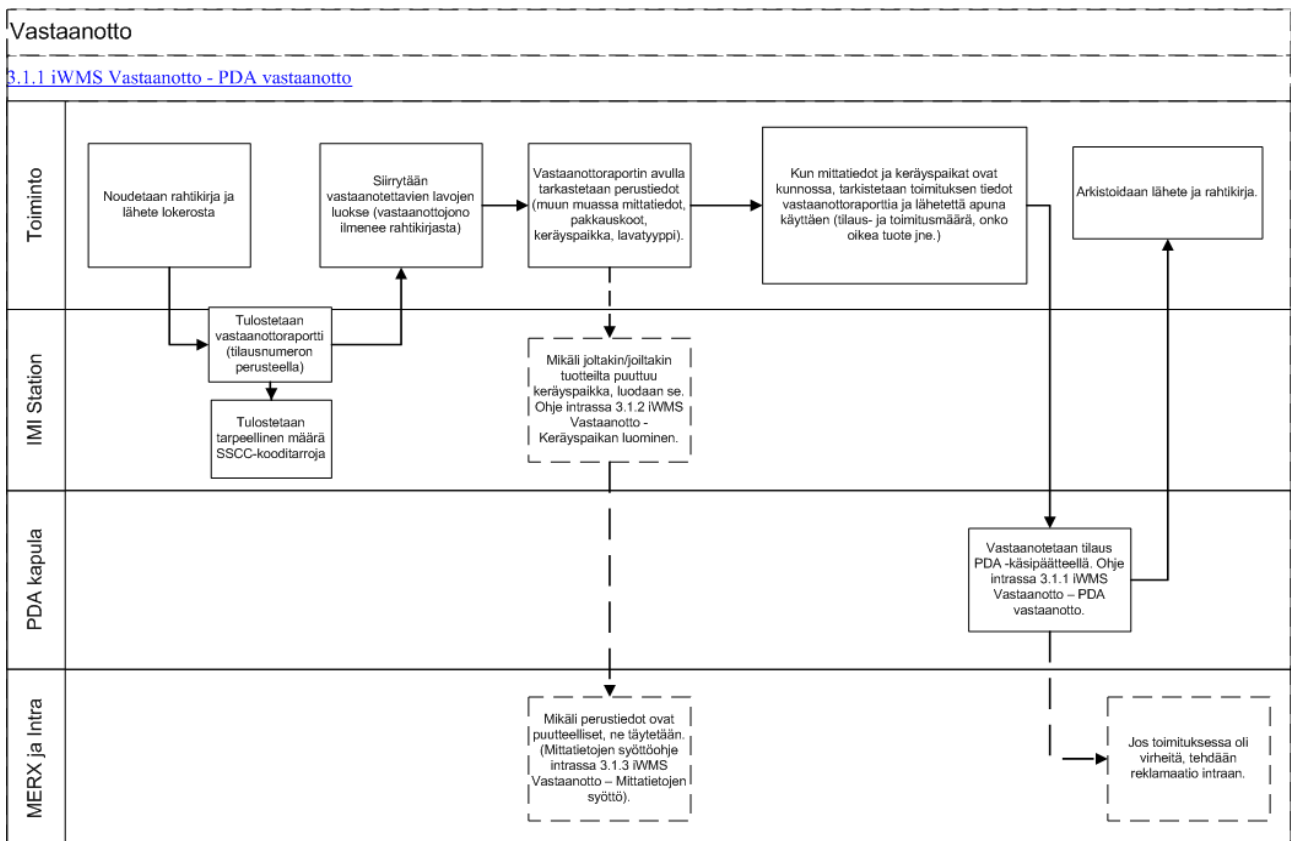 Vastaanotto
3.1.1 iWMS Vastaanotto - PDA vastaanotto
Toiminto
Noudetaan rahtikirja ja
lähete lokerosta
Siirrytään
vastaanotettavien lavojen
luokse (vastaanottojono
ilmenee rahtikirjasta)
Vastaanottoraportin avulla
tarkastetaan perustiedot
(muun muassa mittatiedot,
pakkauskoot,
keräyspaikka, lavatyyppi).
Kun mittatiedot ja keräyspaikat ovat
kunnossa, tarkistetaan toimituksen tiedot
vastaanottoraporttia ja lähetettä apuna
käyttäen (tilaus- ja toimitusmäärä, onko
oikea tuote jne.)
Arkistoidaan lähete ja rahtikirja.
IMI Station
Tulostetaan
vastaanottoraportti
(tilausnumeron
perusteella)
Tulostetaan
tarpeellinen määrä
SSCC-kooditarroja
Mikäli joltakin/joiltakin
tuotteilta puuttuu
keräyspaikka, luodaan se.
Ohje intrassa 3.1.2 iWMS
Vastaanotto -
Keräyspaikan luominen.
PDA kapula
Vastaanotetaan tilaus
PDA -käsipäätteellä. Ohje
intrassa 3.1.1 iWMS
Vastaanotto – PDA
vastaanotto.
MERX ja Intra
Mikäli perustiedot ovat
puutteelliset, ne täytetään.
(Mittatietojen syöttöohje
intrassa 3.1.3 iWMS
Vastaanotto – Mittatietojen
syöttö).
Jos toimituksessa oli
virheitä, tehdään
reklamaatio intraan.